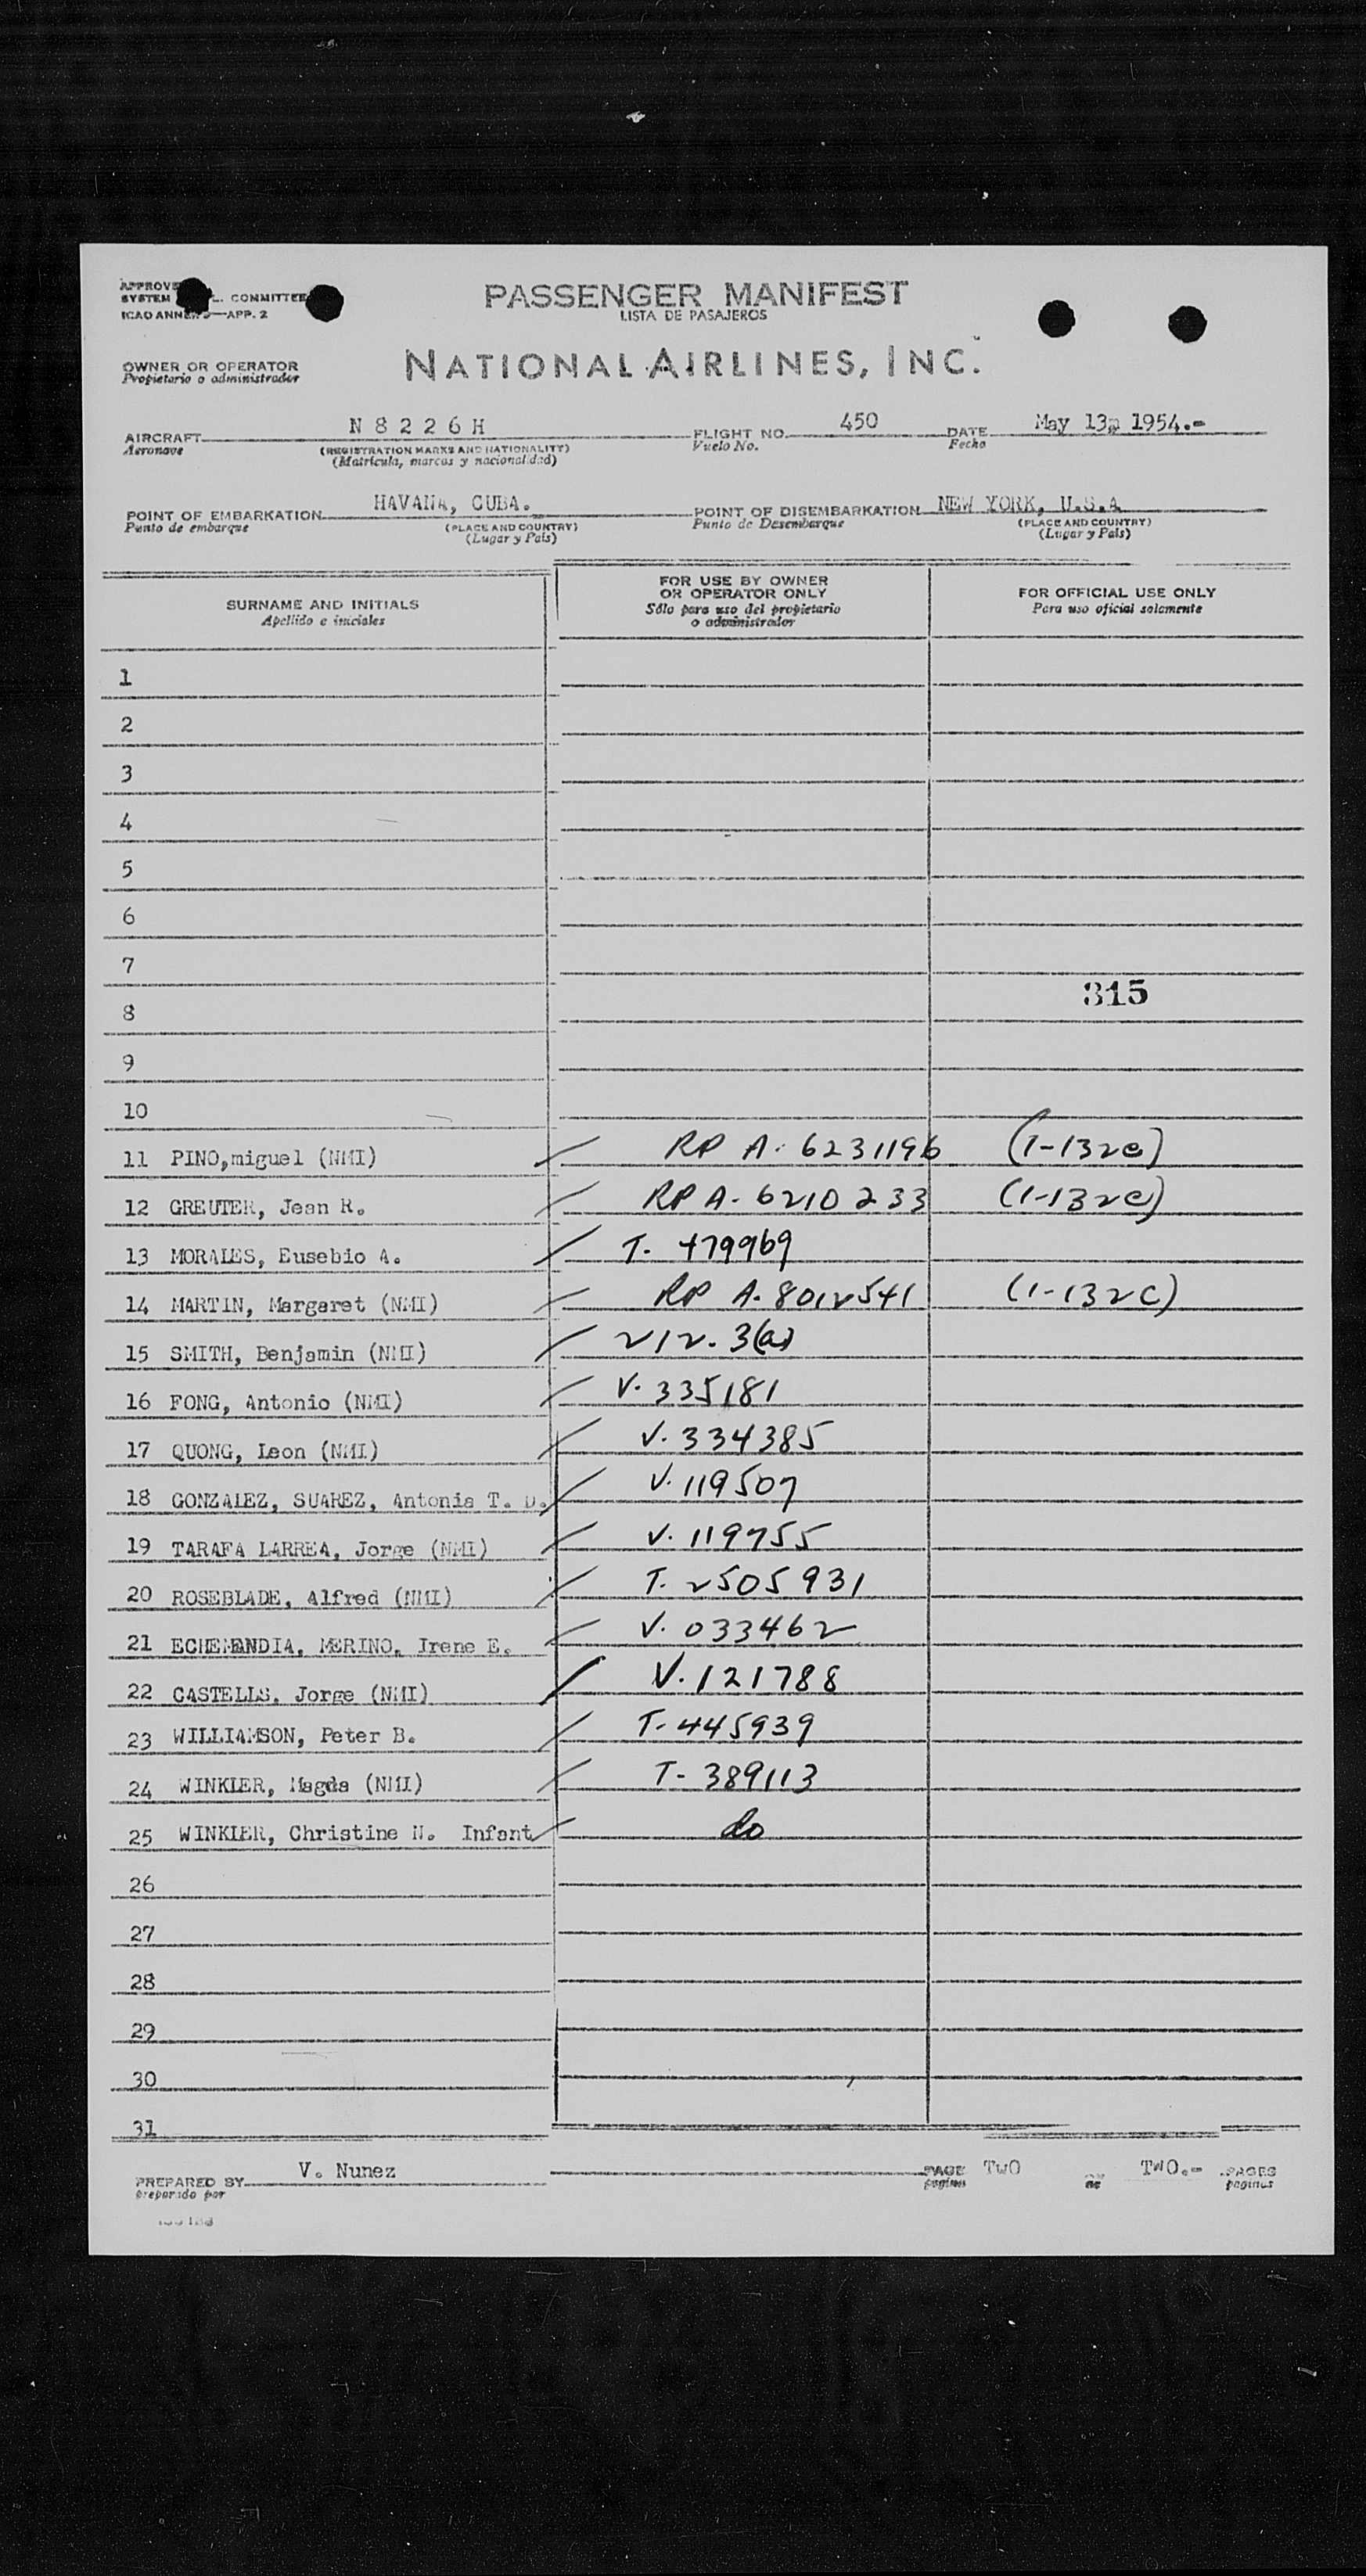 PASSENGER MANIFEST
LISTA DE PASAJEROS
SYSTEM L. COMMITTEE
ICAO ANNEX —APP. 2
OWNER OR OPERATOR
Propietario o administrador
NATIONAL AIRLINES, INC.
AIRCRAFT N 8 2 2 6 H FLIGHT NO. 450 DATE May 13, 1954.-
Aeronave (REGISTRATION MARKS AND NATIONALITY) Vuelo No. Fecha
(Matrícula, marcas y nacionalidad)
POINT OF EMBARKATION HAVANA, CUBA. POINT OF DISEMBARKATION NEW YORK, U.S.A
Punto de embarque (PLACE AND COUNTRY) Punto de Desembarque (PLACE AND COUNTRY)
(Lugar y País) (Lugar y País)
SURNAME AND INITIALS
Apellido e iniciales
FOR USE BY OWNER
OR OPERATOR ONLY
Sólo para uso del propietario
o administrador
FOR OFFICIAL USE ONLY
Para uso oficial solamente
1
2
3
4
5
6
7
315
8
9
10
11 PINO,miguel (NMI) RP A. 6231196 (1-132c)
12 GREUTER, Jean R. RP A- 6210233 (1-132c)
13 MORALES, Eusebio A. T. 479969
14 MARTIN, Margaret (NMI) RP A. 8012541 (1-132C)
15 SMITH, Benjamin (NMI) 212.3(a)
16 FONG, Antonio (NMI) V. 335181
17 QUONG, Leon (NMI) V. 334385
18 GONZALEZ, SUAREZ, Antonia T. D. V. 119507
19 TARAFA LARREA, Jorge (NMI) V. 119755
20 ROSEBLADE, Alfred (NMI) T. 2505931
21 ECHEMENDIA, MERINO, Irene E. V. 033462
22 CASTELLS, Jorge (NMI) V. 121788
23 WILLIAMSON, Peter B. T-445939
24 WINKLER, Magda (NMI) T- 389113
25 WINKLER, Christine N. Infant do
26
27
28
29
30
31
PREPARED BY V. Nunez PAGE TWO TWO.- PAGES
preparado por pagina de paginas